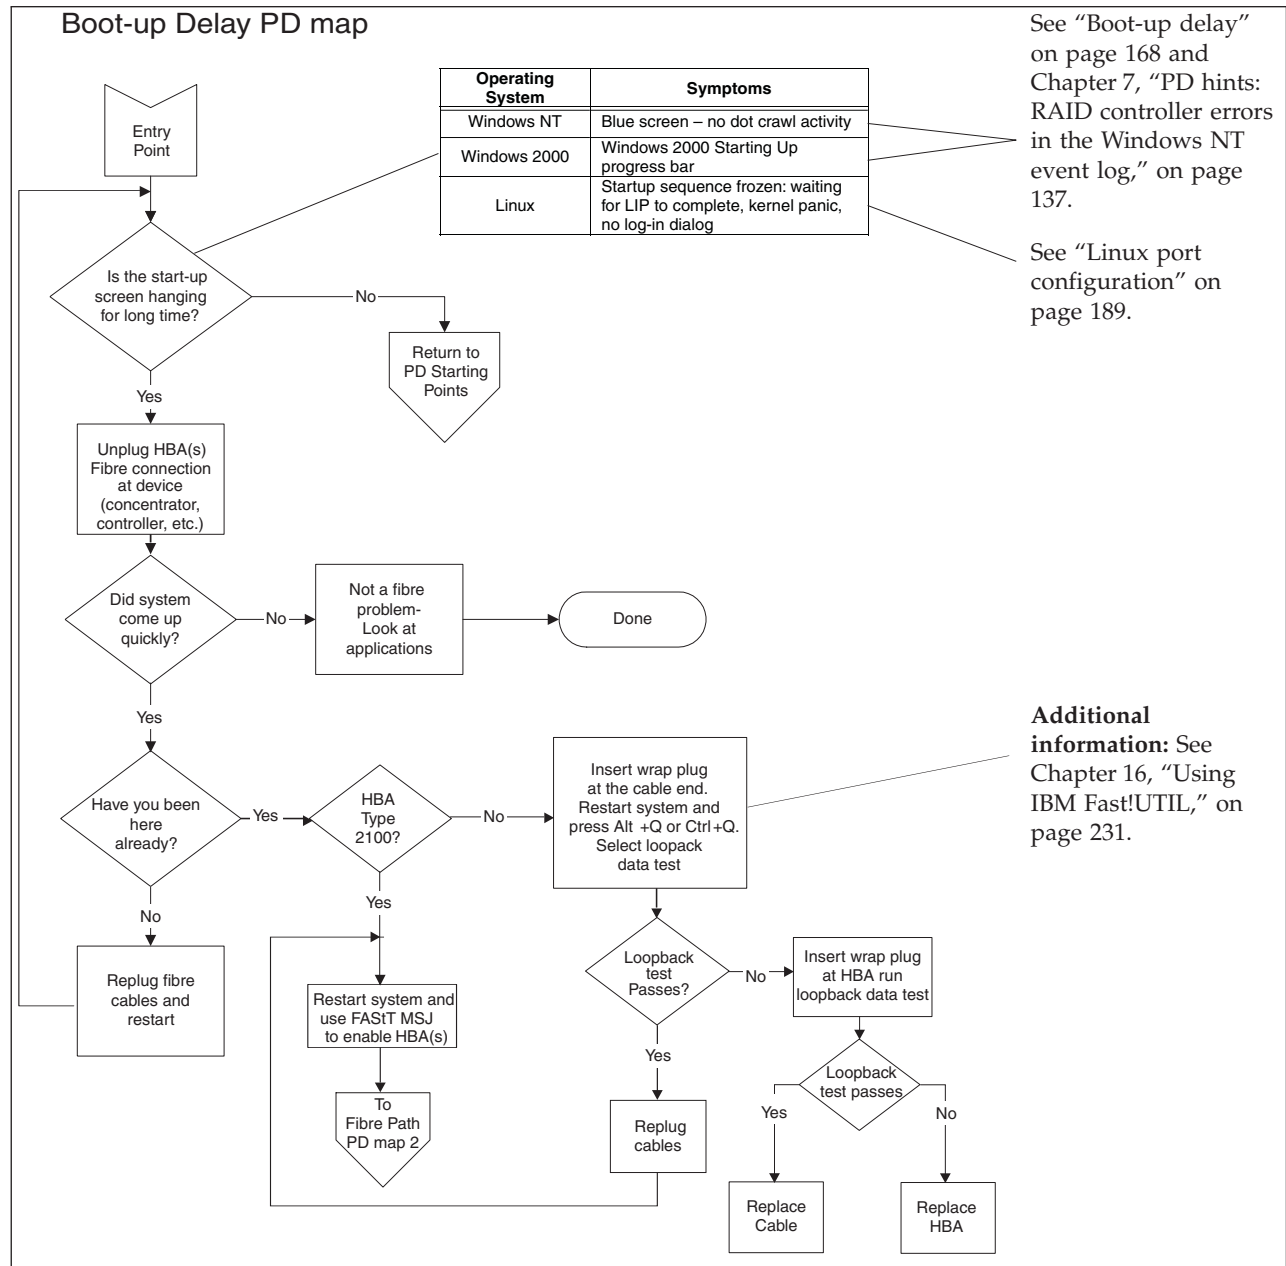 Boot-up Delay PD map
Operating
System
Symptoms
Windows NT
Blue screen – no dot crawl activity
Windows 2000
Windows 2000 Starting Up
progress bar
Linux
Startup sequence frozen: waiting
for LIP to complete, kernel panic,
no log-in dialog
See “Boot-up delay”
on page 168 and
Chapter 7, “PD hints:
RAID controller errors
in the Windows NT
event log,” on page
137.
See “Linux port
configuration” on
page 189.
Entry
Point
Is the start-up
screen hanging
for long time?
No
Return to
PD Starting
Points
Yes
Unplug HBA(s)
Fibre connection
at device
(concentrator,
controller, etc.)
Did system
come up
quickly?
No
Not a fibre
problem-
Look at
applications
Done
Yes
Have you been
here
already?
Yes
HBA
Type
2100?
No
Insert wrap plug
at the cable end.
Restart system and
press Alt +Q or Ctrl+Q.
Select loopack
data test
Additional
information: See
Chapter 16, “Using
IBM Fast!UTIL,” on
page 231.
No
Replug fibre
cables and
restart
Yes
Restart system and
use FAStT MSJ
to enable HBA(s)
To
Fibre Path
PD map 2
Loopback
test
Passes?
No
Insert wrap plug
at HBA run
loopback data test
Yes
Replug
cables
Loopback
test passes
Yes
No
Replace
Cable
Replace
HBA